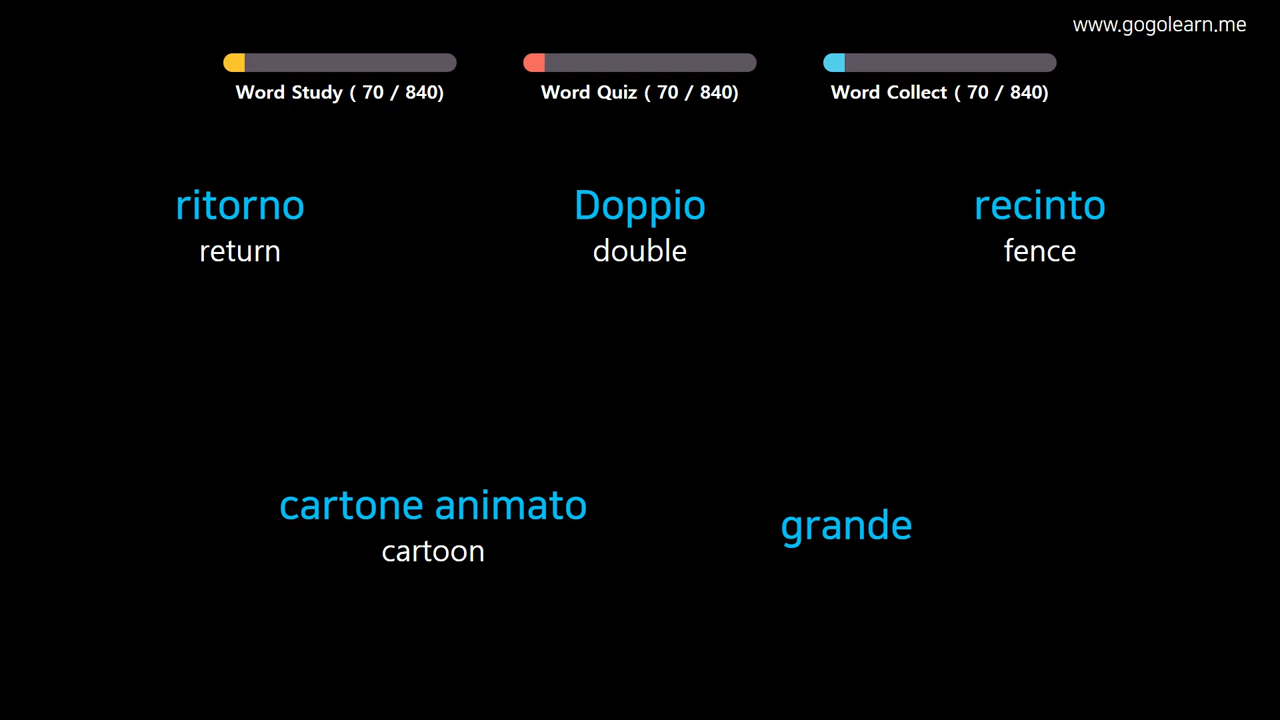 www.gogolearn.me
Word Study ( 70 / 840)
Word Quiz ( 70 / 840)
Word Collect ( 70 / 840)
ritorno
return
Doppio
double
recinto
fence
cartone animato
cartoon
grande